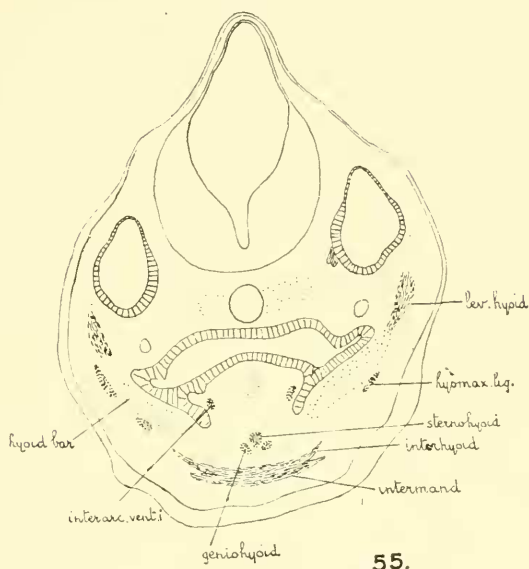 lev. hyoid
hyomax. lig.
sternohyoid
interhyoid
hyoid bar
intermand
interarc. vent. i
geniohyoid
55.